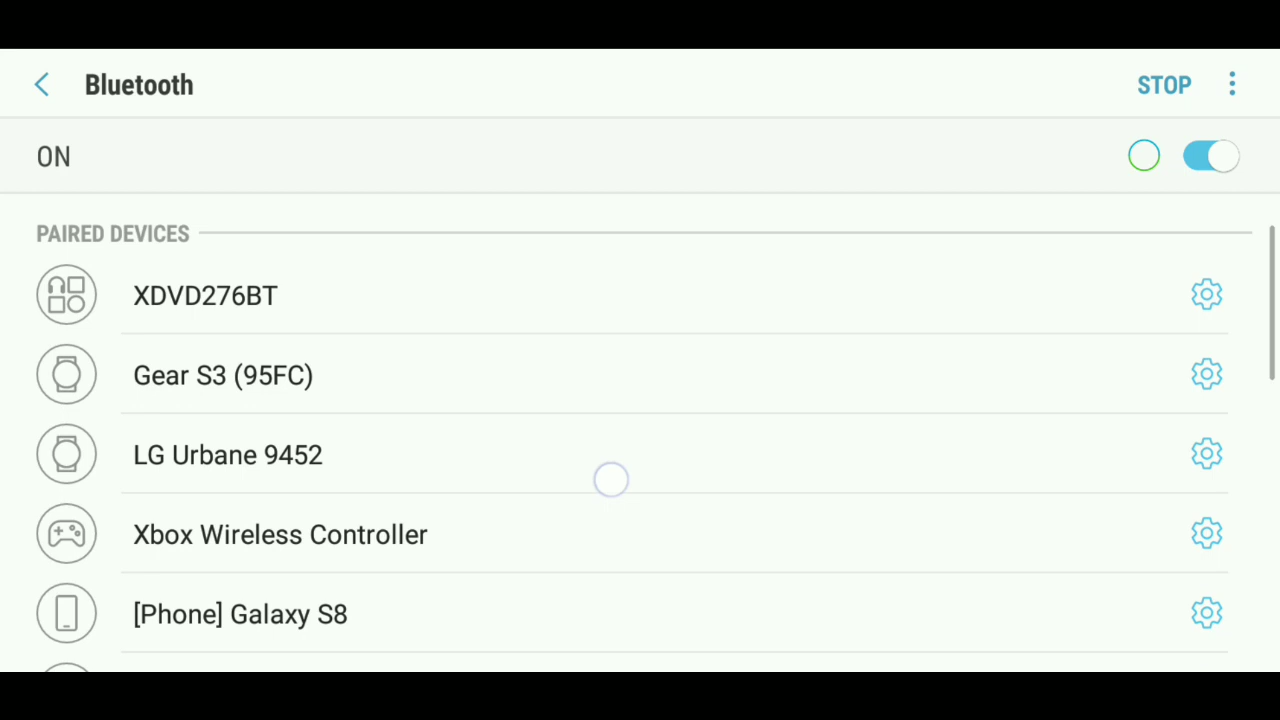 Bluetooth
STOP
ON
PAIRED DEVICES
XDVD276BT
Gear S3 (95FC)
LG Urbane 9452
Xbox Wireless Controller
[Phone] Galaxy S8